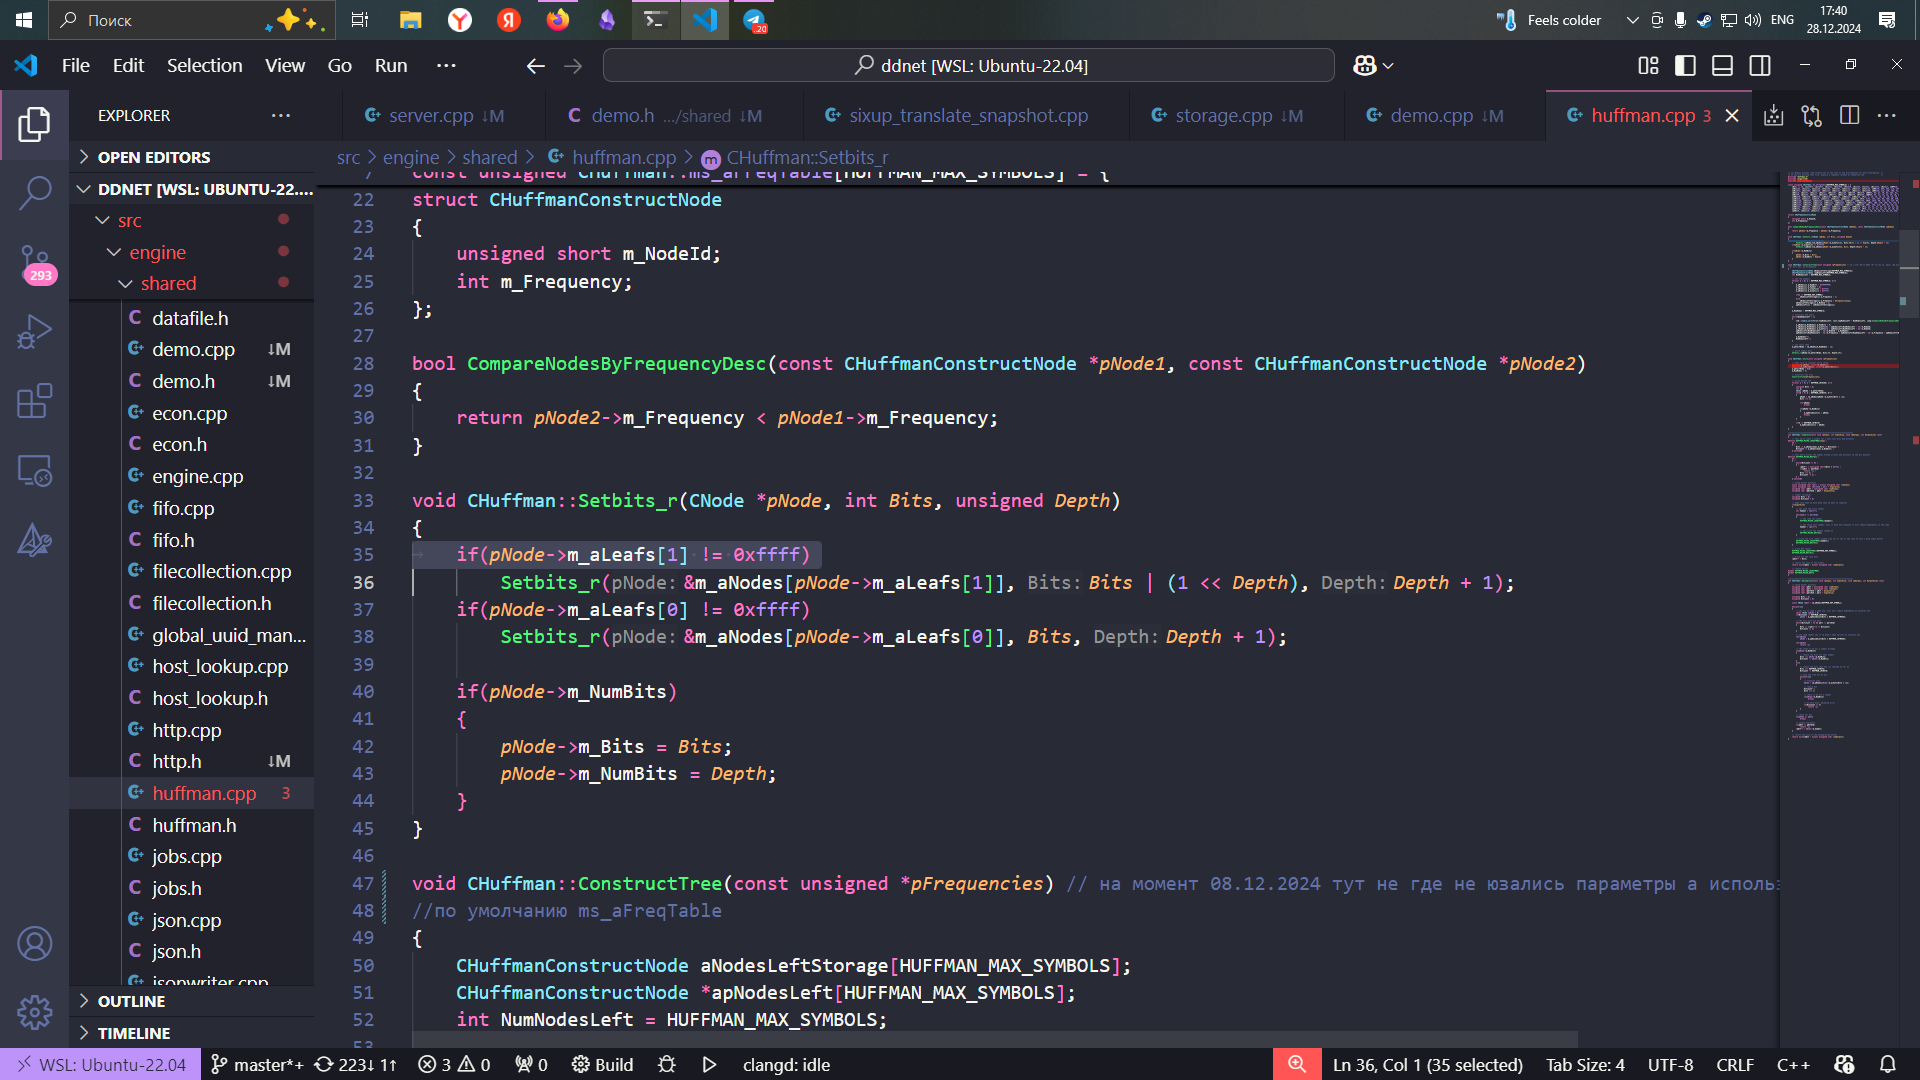 Поиск
20
Feels colder
ENG
17:40
28.12.2024
File Edit Selection View Go Run ···
ddnet [WSL: Ubuntu-22.04]
EXPLORER ···
server.cpp ↓M
demo.h .../shared ↓M
sixup_translate_snapshot.cpp
storage.cpp ↓M
demo.cpp ↓M
huffman.cpp 3
OPEN EDITORS
DDNET [WSL: UBUNTU-22....
src
engine
shared
datafile.h
demo.cpp ↓M
demo.h ↓M
econ.cpp
econ.h
engine.cpp
fifo.cpp
fifo.h
filecollection.cpp
filecollection.h
global_uuid_man...
host_lookup.cpp
host_lookup.h
http.cpp
http.h ↓M
huffman.cpp 3
huffman.h
jobs.cpp
jobs.h
json.cpp
json.h
jsonwriter.cpp
OUTLINE
TIMELINE
293
src > engine > shared > huffman.cpp > CHuffman::Setbits_r
7 const unsigned CHuffman::ms_aFreqTable[HUFFMAN_MAX_SYMBOLS] = {
22 struct CHuffmanConstructNode
23 {
24 unsigned short m_NodeId;
25 int m_Frequency;
26 };
27
28 bool CompareNodesByFrequencyDesc(const CHuffmanConstructNode *pNode1, const CHuffmanConstructNode *pNode2)
29 {
30 return pNode2->m_Frequency < pNode1->m_Frequency;
31 }
32
33 void CHuffman::Setbits_r(CNode *pNode, int Bits, unsigned Depth)
34 {
35 if(pNode->m_aLeafs[1] != 0xffff)
36 Setbits_r(pNode: &m_aNodes[pNode->m_aLeafs[1]], Bits: Bits | (1 << Depth), Depth: Depth + 1);
37 if(pNode->m_aLeafs[0] != 0xffff)
38 Setbits_r(pNode: &m_aNodes[pNode->m_aLeafs[0]], Bits, Depth: Depth + 1);
39
40 if(pNode->m_NumBits)
41 {
42 pNode->m_Bits = Bits;
43 pNode->m_NumBits = Depth;
44 }
45 }
46
47 void CHuffman::ConstructTree(const unsigned *pFrequencies) // на момент 08.12.2024 тут не где не юзались параметры а использ
48 //по умолчанию ms_aFreqTable
49 {
50 CHuffmanConstructNode aNodesLeftStorage[HUFFMAN_MAX_SYMBOLS];
51 CHuffmanConstructNode *apNodesLeft[HUFFMAN_MAX_SYMBOLS];
52 int NumNodesLeft = HUFFMAN_MAX_SYMBOLS;
53
WSL: Ubuntu-22.04 master*+ 223↓ 1↑ 3 0 0 Build clangd: idle Ln 36, Col 1 (35 selected) Tab Size: 4 UTF-8 CRLF C++